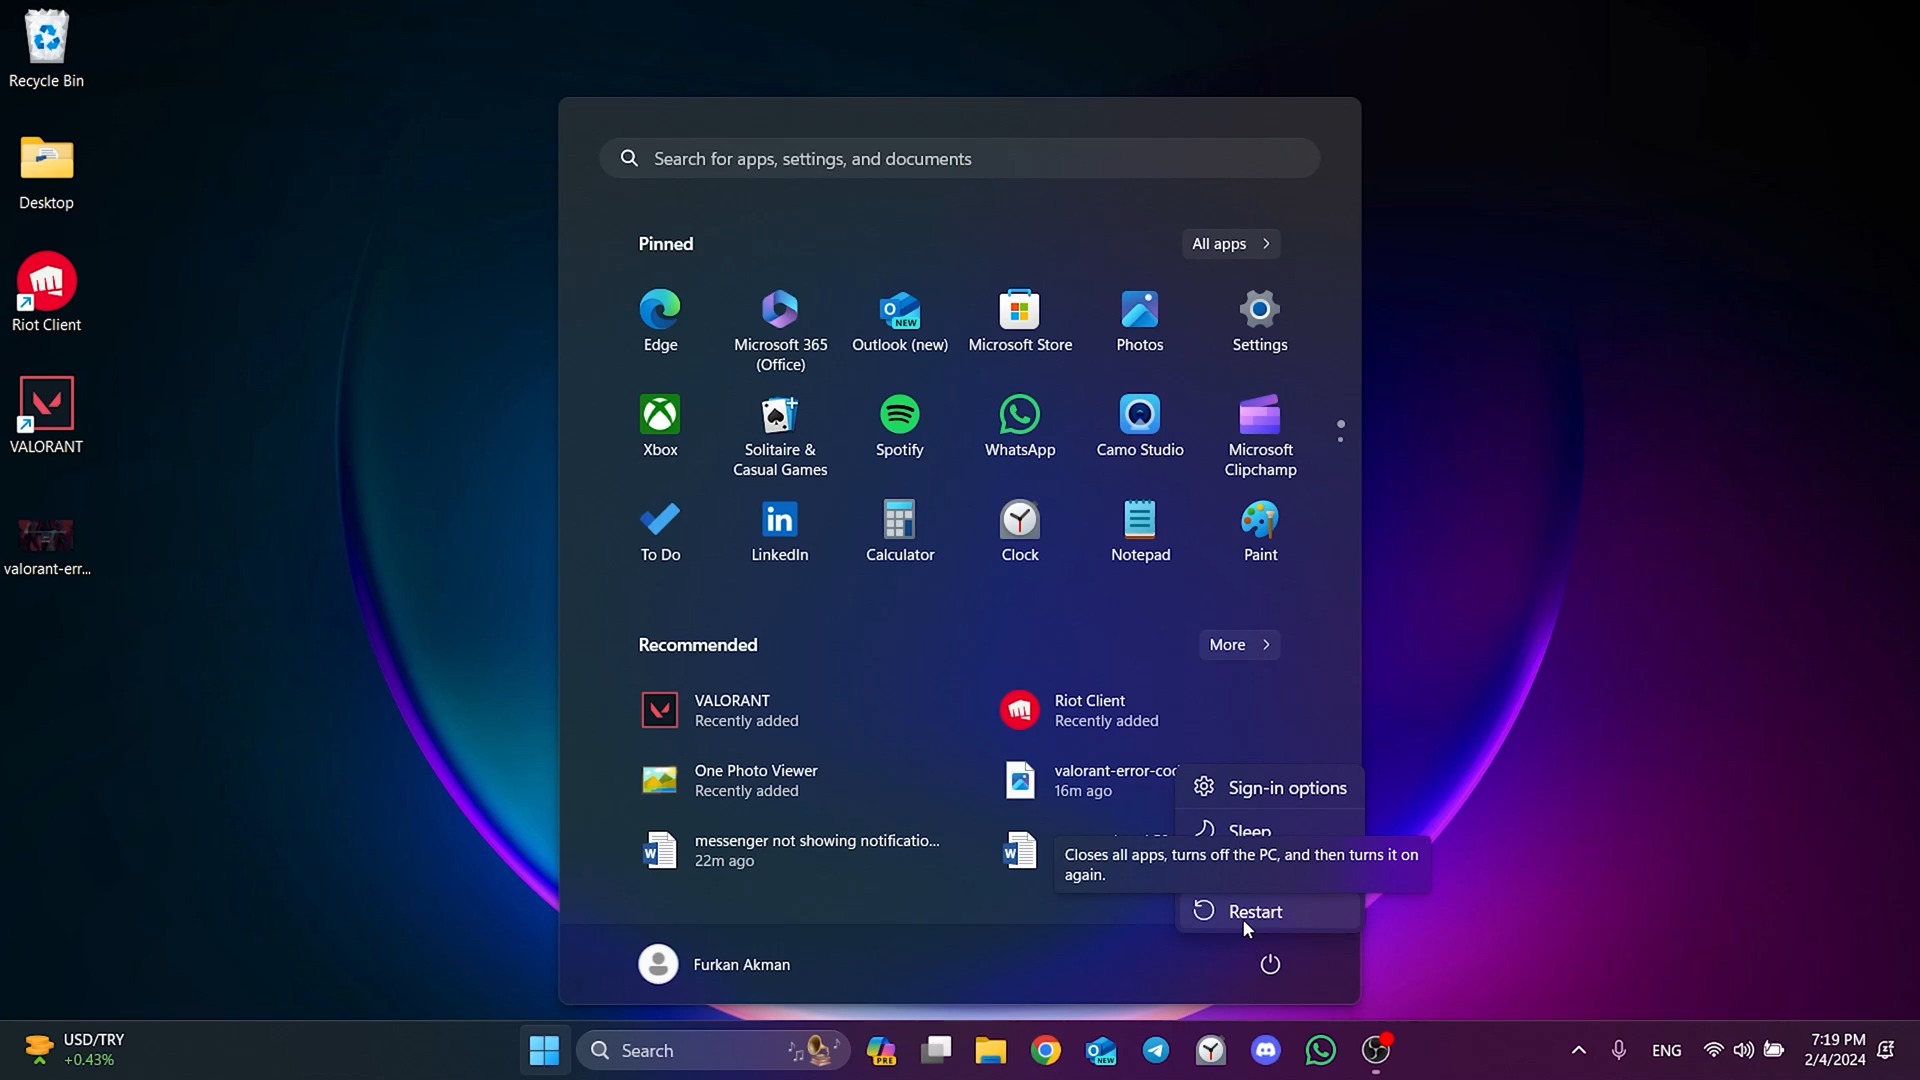 Recycle Bin
Desktop
Riot Client
VALORANT
valorant-err...
Search for apps, settings, and documents
Pinned
All apps
Edge
Microsoft 365
(Office)
Outlook (new)
NEW
Microsoft Store
Photos
Settings
Xbox
Solitaire &
Casual Games
Spotify
WhatsApp
Camo Studio
Microsoft
Clipchamp
To Do
LinkedIn
Calculator
Clock
Notepad
Paint
Recommended
More
VALORANT
Recently added
Riot Client
Recently added
One Photo Viewer
Recently added
valorant-error-cod
16m ago
messenger not showing notificatio...
22m ago
Sign-in options
Sleep
Closes all apps, turns off the PC, and then turns it on
again.
Restart
Furkan Akman
USD/TRY
+0.43%
Search
PRE
NEW
ENG
7:19 PM
2/4/2024